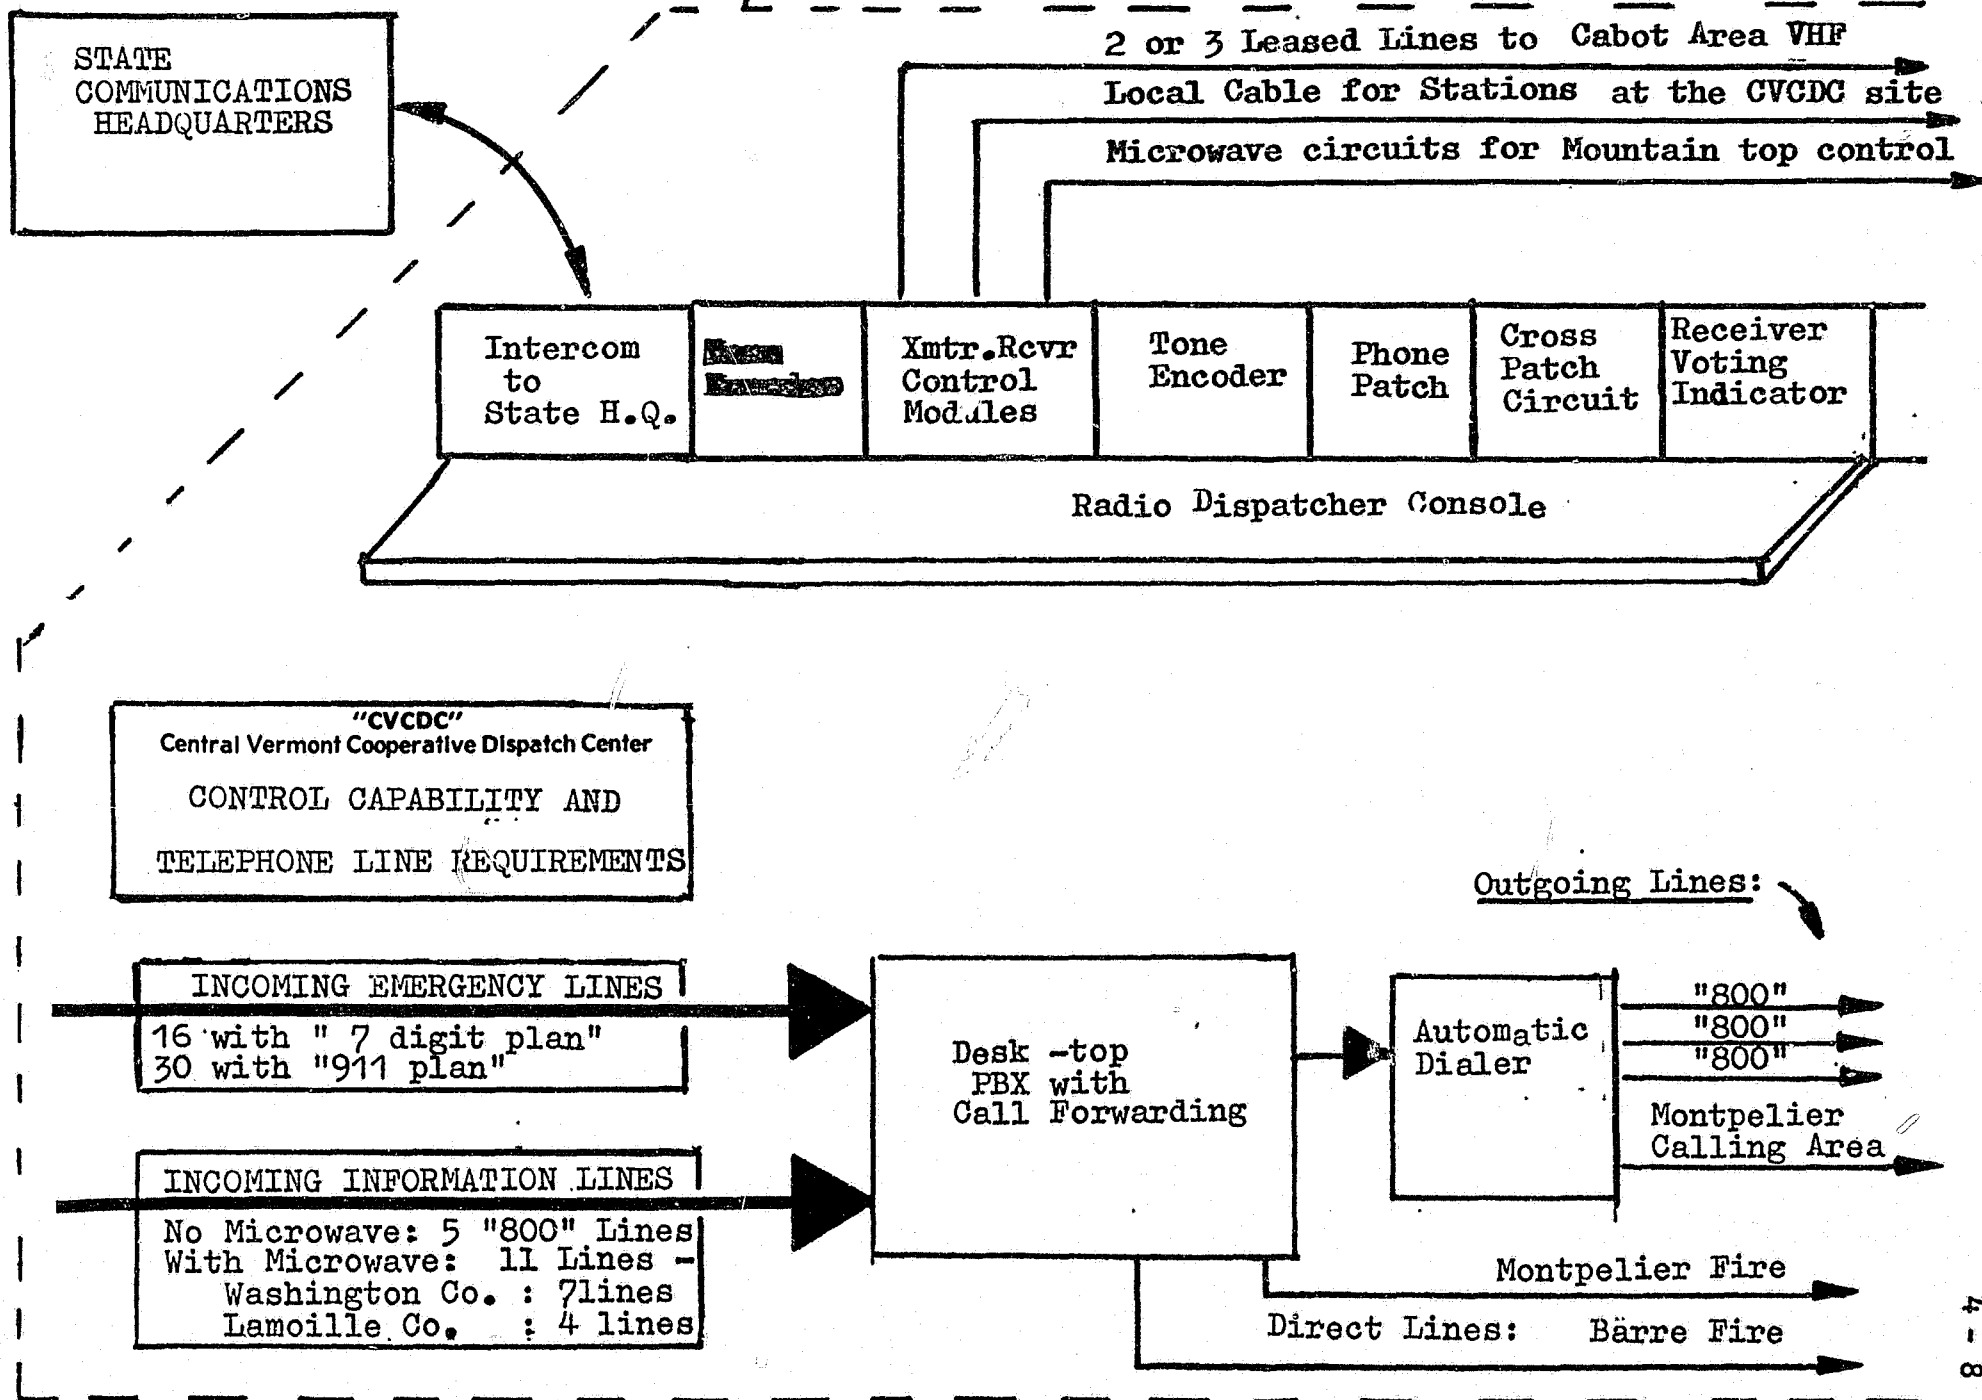 STATE
COMMUNICATIONS
HEADQUARTERS
2 or 3 Leased Lines to Cabot Area VHF
Local Cable for Stations at the CVCDC site
Microwave circuits for Mountain top control
Intercom
to
State H.Q.
Xmtr.Rcvr
Control
Modules
Tone
Encoder
Phone
Patch
Cross
Patch
Circuit
Receiver
Voting
Indicator
Radio Dispatcher Console
"CVCDC"
Central Vermont Cooperative Dispatch Center
CONTROL CAPABILITY AND
TELEPHONE LINE REQUIREMENTS
INCOMING EMERGENCY LINES
16 with " 7 digit plan"
30 with "911 plan"
INCOMING INFORMATION LINES
No Microwave: 5 "800" Lines
With Microwave: 11 Lines -
Washington Co. : 7lines
Lamoille Co. : 4 lines
Desk -top
PBX with
Call Forwarding
Automatic
Dialer
Outgoing Lines:
"800"
"800"
"800"
Montpelier
Calling Area
Montpelier Fire
Direct Lines: Barre Fire
4 - 8